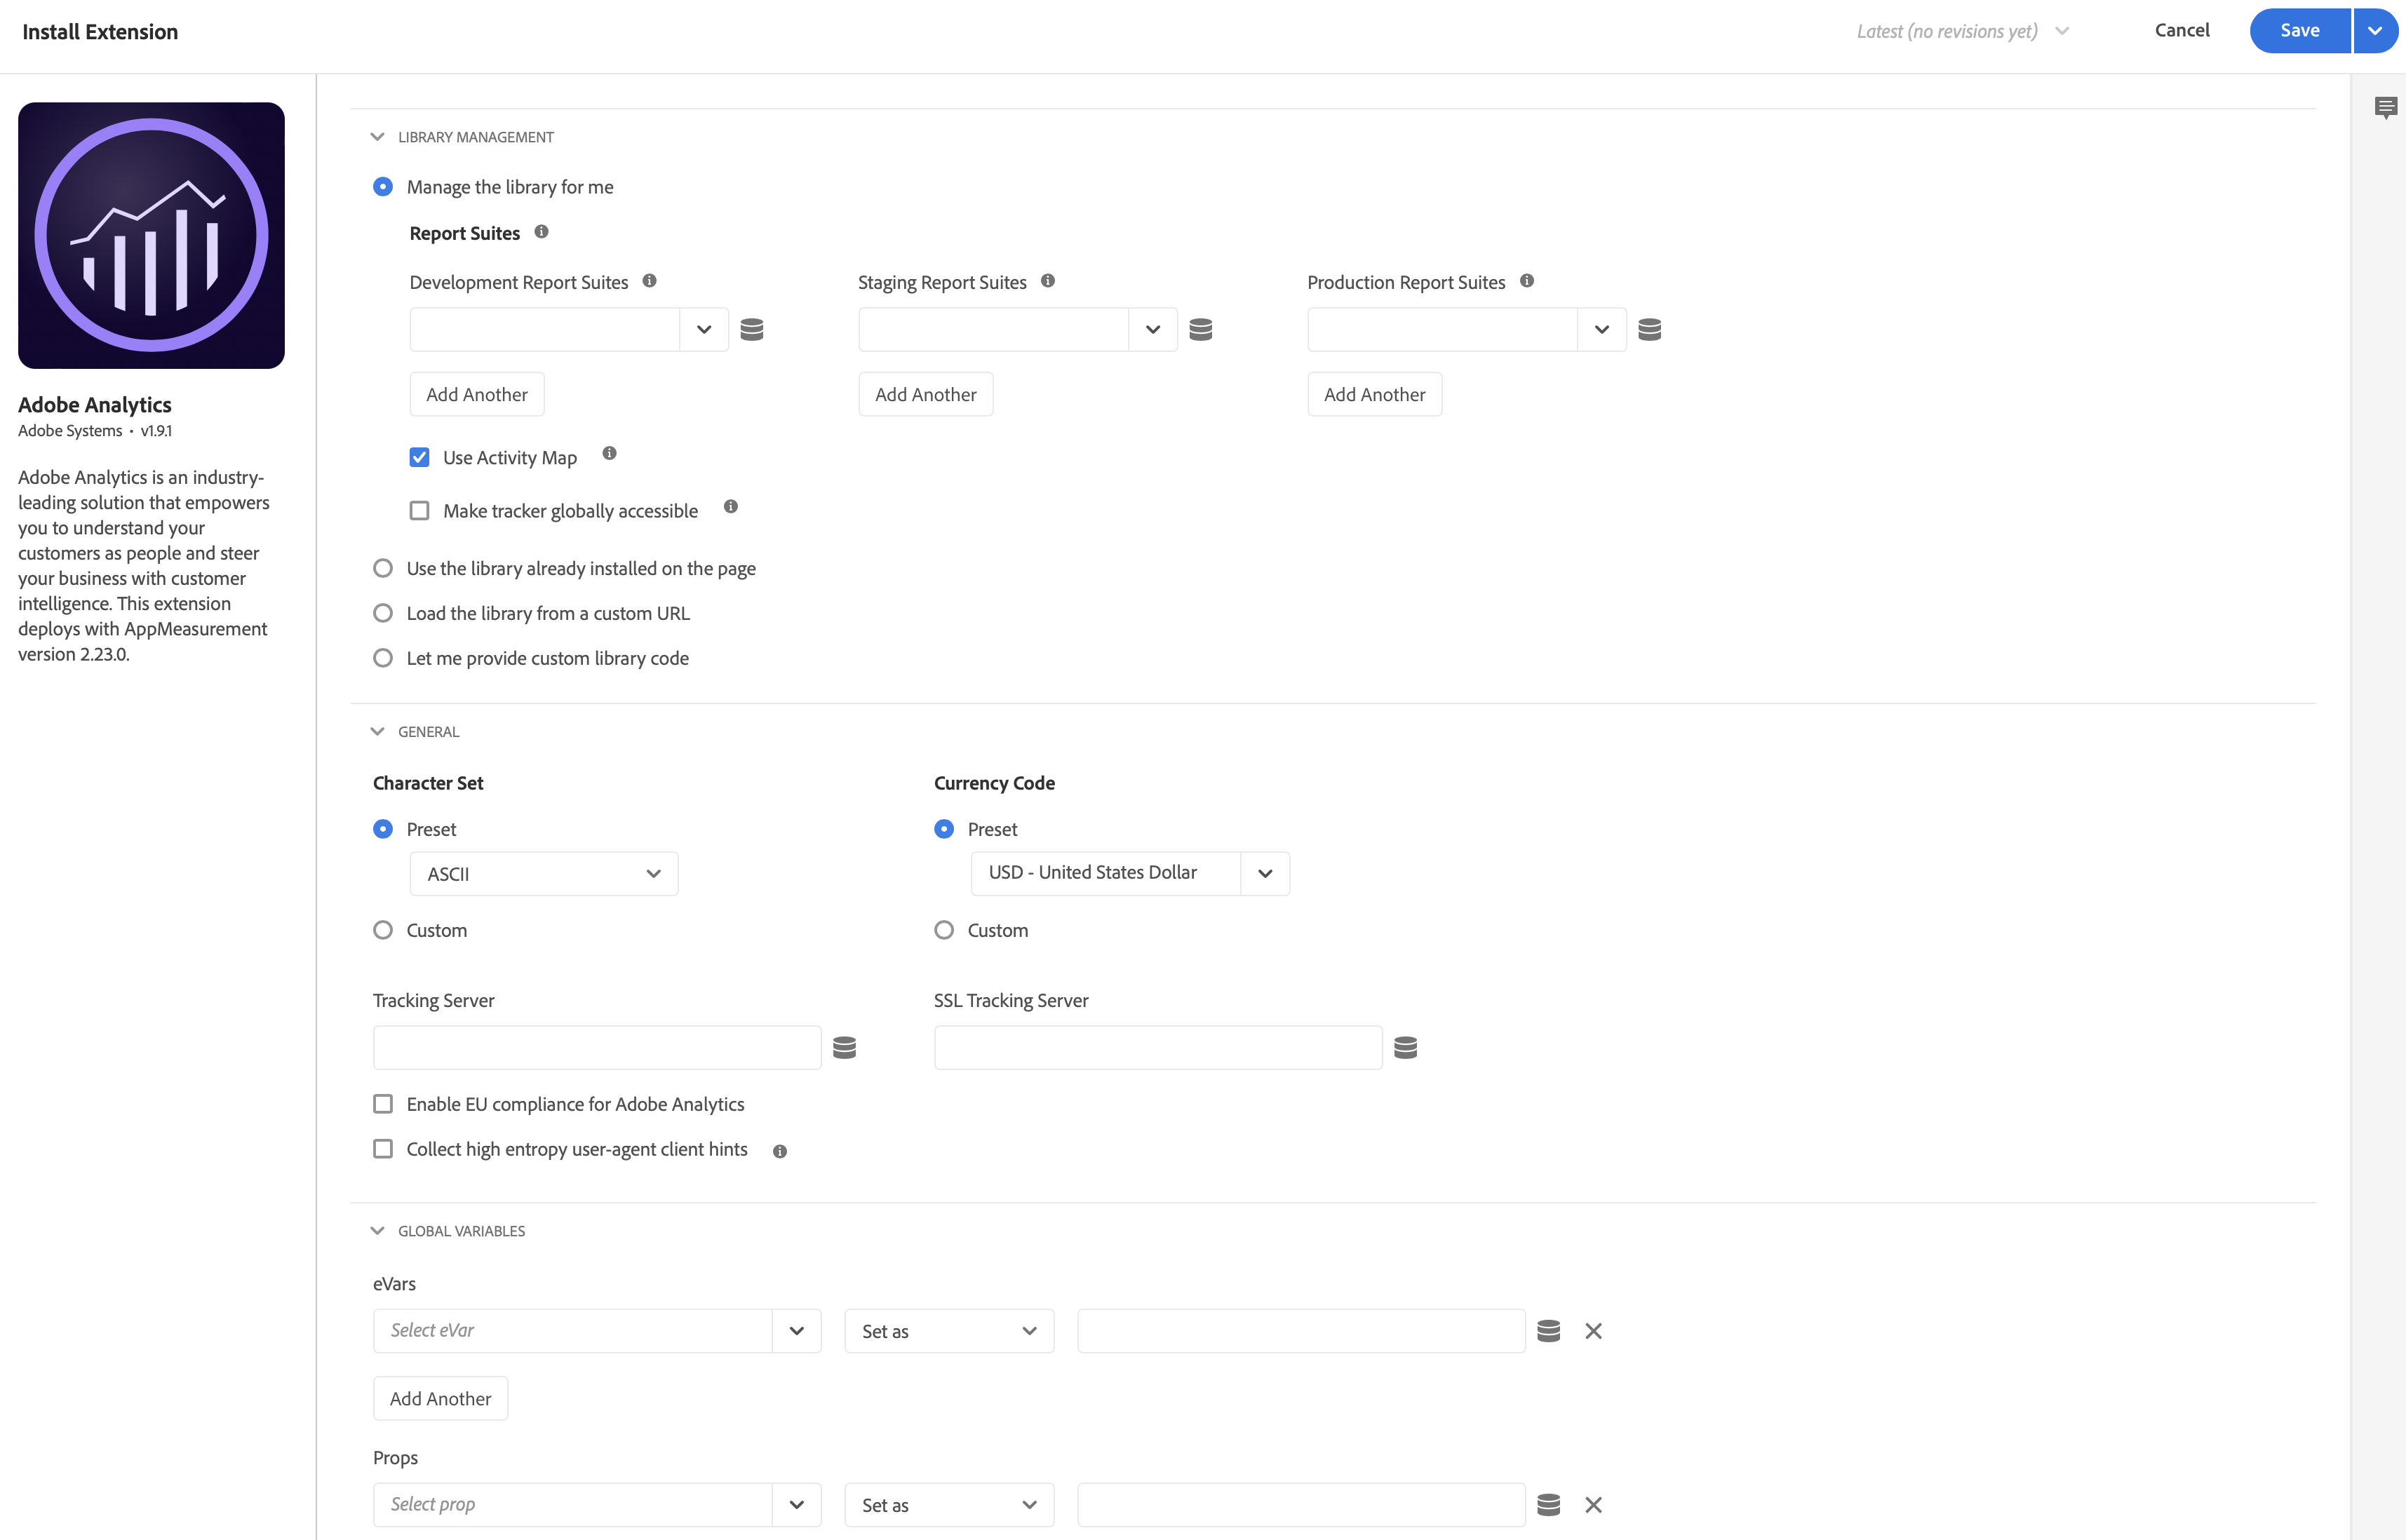 Install Extension
Latest (no revisions yet)
Cancel
Save
Adobe Analytics
Adobe Systems • v1.9.1
Adobe Analytics is an industry-
leading solution that empowers
you to understand your
customers as people and steer
your business with customer
intelligence. This extension
deploys with AppMeasurement
version 2.23.0.
LIBRARY MANAGEMENT
Manage the library for me
Report Suites
Development Report Suites
Staging Report Suites
Production Report Suites
Add Another
Add Another
Add Another
Use Activity Map
Make tracker globally accessible
Use the library already installed on the page
Load the library from a custom URL
Let me provide custom library code
GENERAL
Character Set
Currency Code
Preset
Preset
ASCII
USD - United States Dollar
Custom
Custom
Tracking Server
SSL Tracking Server
Enable EU compliance for Adobe Analytics
Collect high entropy user-agent client hints
GLOBAL VARIABLES
eVars
Select eVar
Set as
Add Another
Props
Select prop
Set as